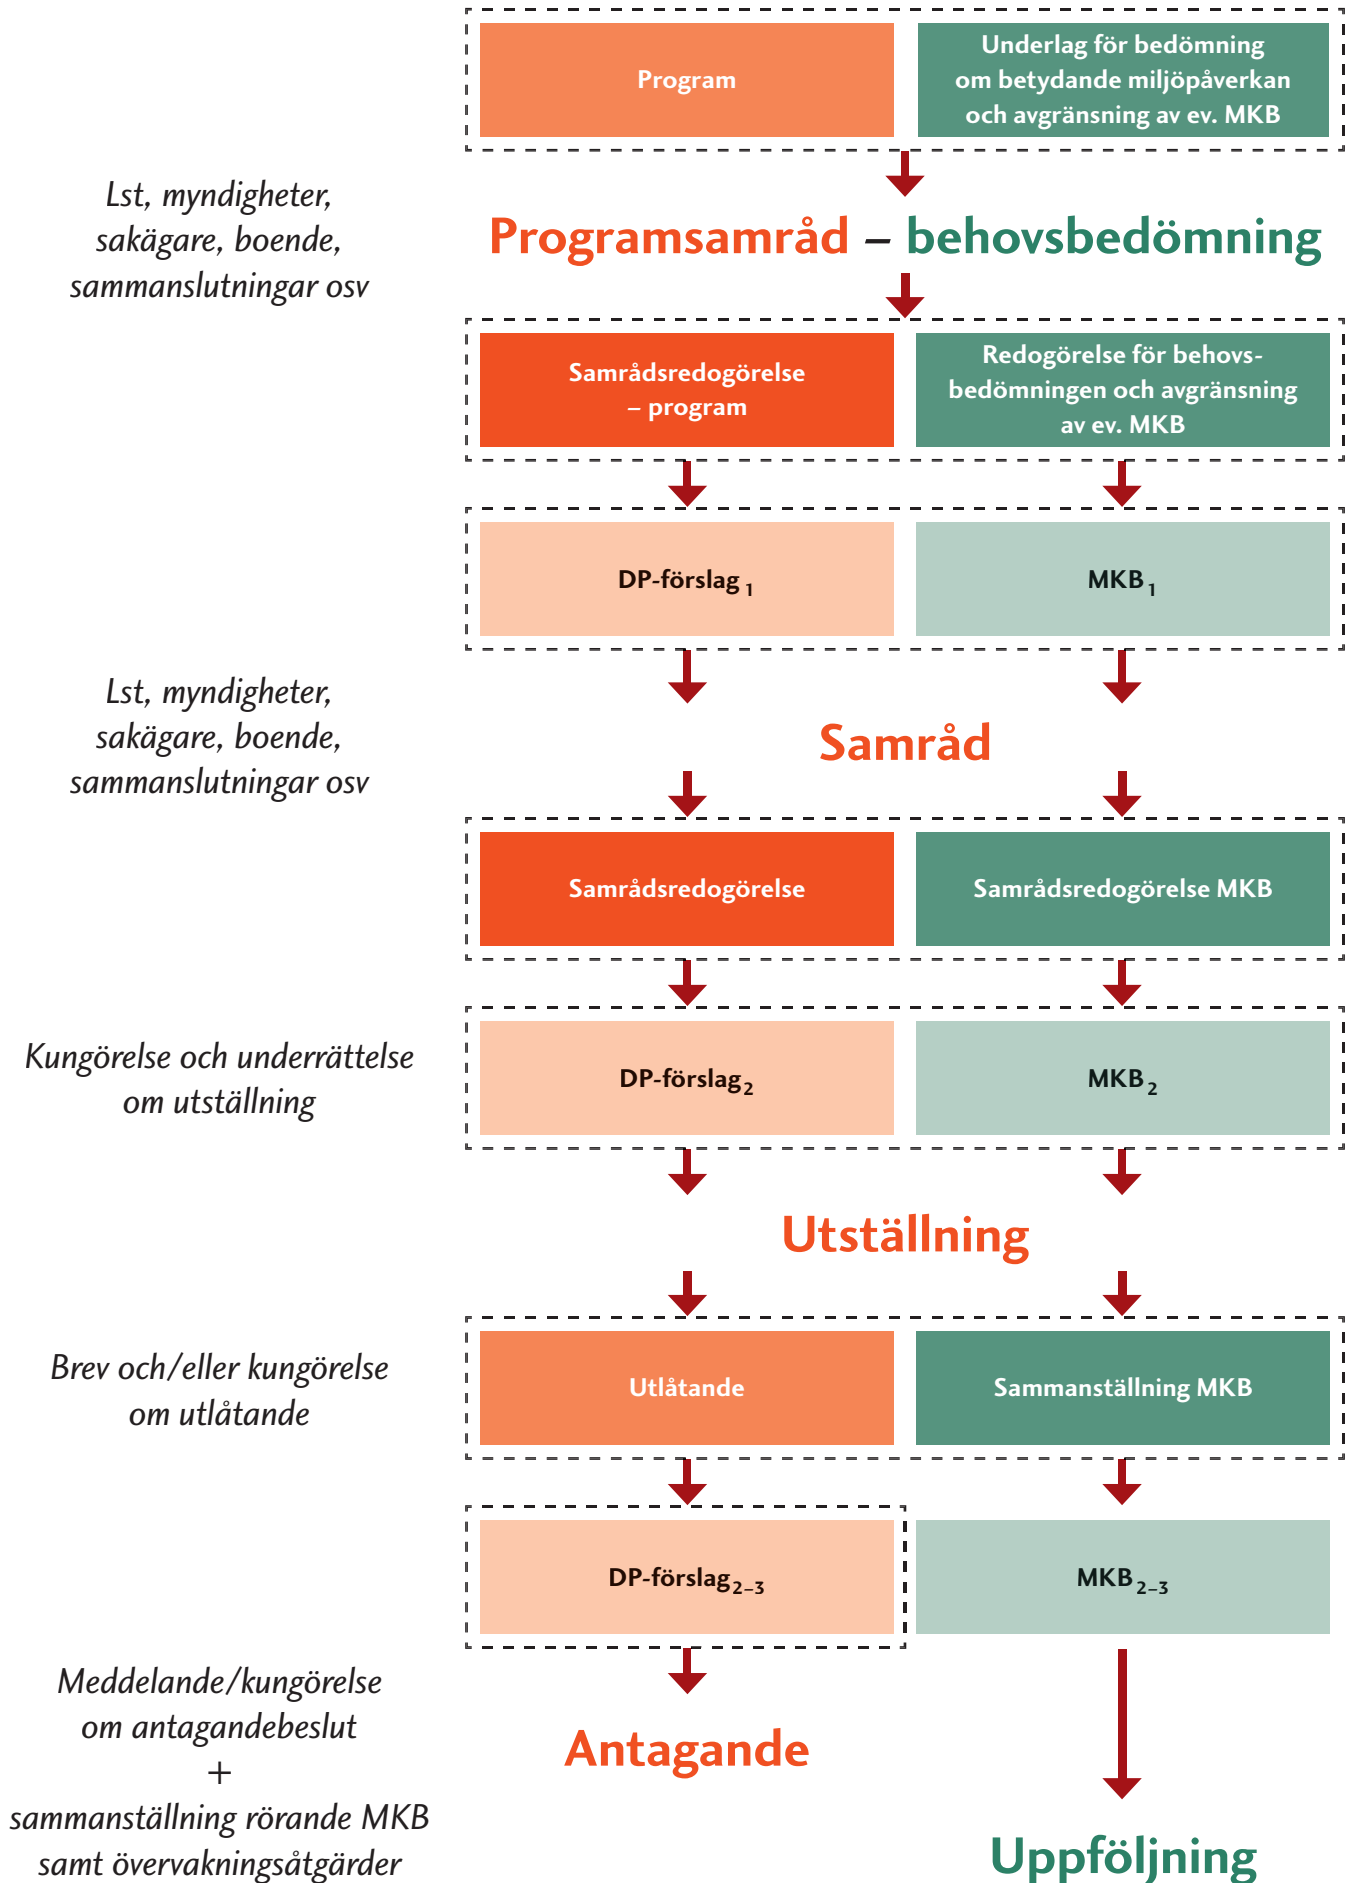 Program
Underlag för bedömning
om betydande miljöpåverkan
och avgränsning av ev. MKB
Lst, myndigheter,
sakägare, boende,
sammanslutningar osv
Programsamråd – behovsbedömning
Samrådsredogörelse
– program
Redogörelse för behovs-
bedömningen och avgränsning
av ev. MKB
DP-förslag 1
MKB 1
Lst, myndigheter,
sakägare, boende,
sammanslutningar osv
Samråd
Samrådsredogörelse
Samrådsredogörelse MKB
Kungörelse och underrättelse
om utställning
DP-förslag 2
MKB 2
Utställning
Brev och/eller kungörelse
om utlåtande
Utlåtande
Sammanställning MKB
DP-förslag 2–3
MKB 2–3
Meddelande/kungörelse
om antagandebeslut
+
sammanställning rörande MKB
samt övervakningsåtgärder
Antagande
Uppföljning